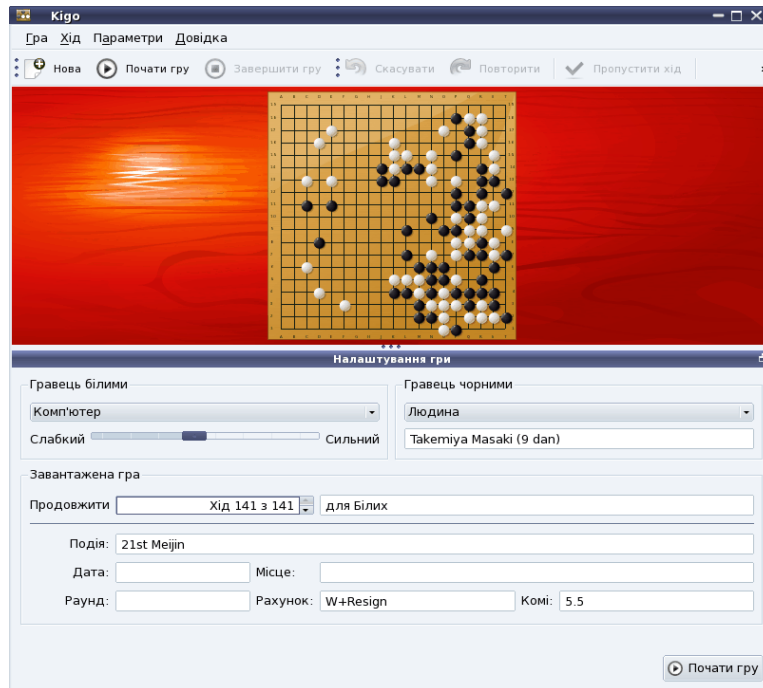 Kigo
Гра Хід Параметри Довідка
Нова Почати гру Завершити гру Скасувати Повторити Пропустити хід
Налаштування гри
Гравець білими Гравець чорними
Комп'ютер Людина
Слабкий Сильний Takemiya Masaki (9 dan)
Завантажена гра
Продовжити Хід 141 з 141 для Білих
Подія: 21st Meijin
Дата: Місце:
Раунд: Рахунок: W+Resign Комі: 5.5
Почати гру